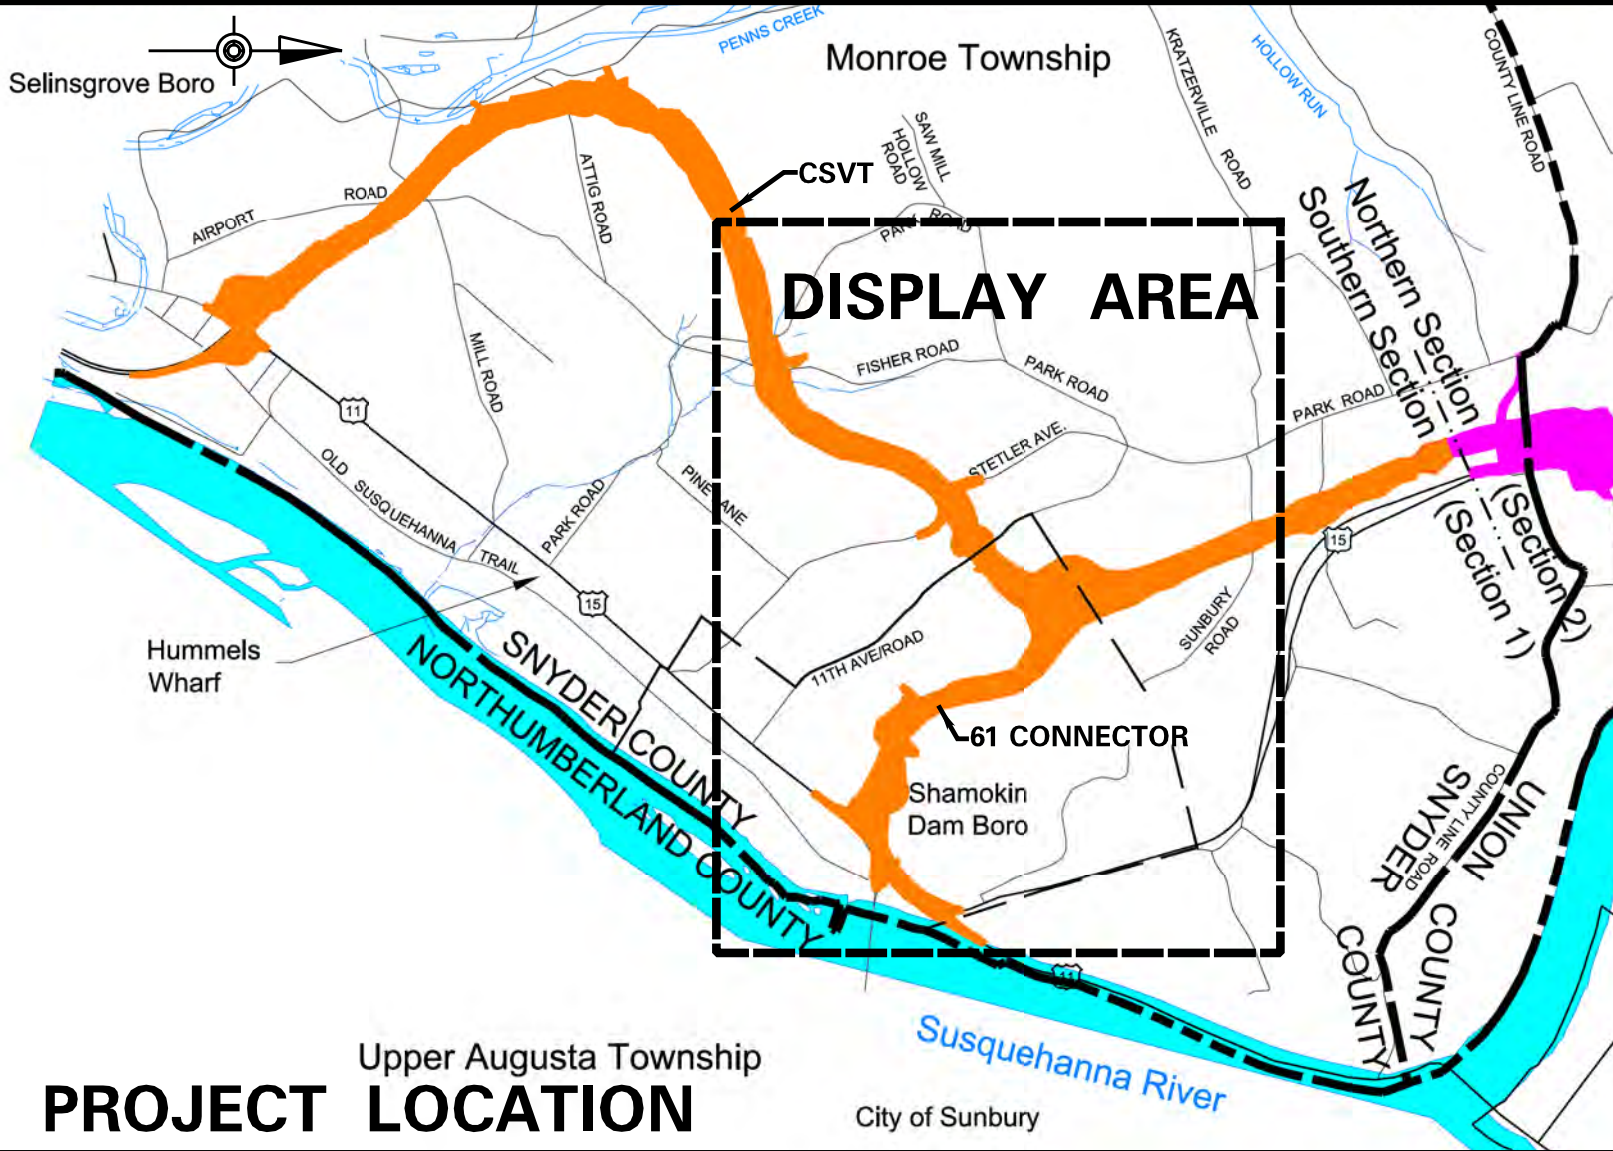 PENNS CREEK
Monroe Township
Selinsgrove Boro
KRATZERVILLE ROAD
HOLLOW RUN
COUNTY LINE ROAD
SAW MILL
HOLLOW
ROAD
CSVT
ATTIG ROAD
AIRPORT ROAD
PARK ROAD
Northern Section
Southern Section
DISPLAY AREA
MILL ROAD
FISHER ROAD
PARK ROAD
PARK ROAD
11
STETLER AVE.
OLD SUSQUEHANNA TRAIL
PARK ROAD
PINE LANE
15
(Section 2)
(Section 1)
15
SUNBURY
ROAD
Hummels
Wharf
11TH AVE/ROAD
SNYDER COUNTY
NORTHUMBERLAND COUNTY
61 CONNECTOR
Shamokin
Dam Boro
COUNTY LINE ROAD
UNION COUNTY
SNYDER COUNTY
11
Susquehanna River
Upper Augusta Township
City of Sunbury
PROJECT LOCATION